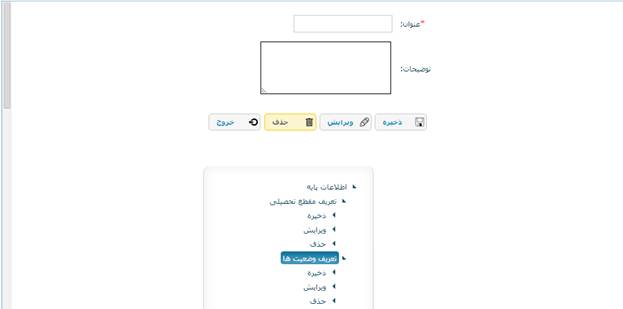 *عنوان:
توضیحات:
ذخیره ویرایش حذف خروج
اطلاعات پایه
تعریف مقطع تحصیلی
ذخیره
ویرایش
حذف
تعریف وضعیت ها
ذخیره
ویرایش
حذف